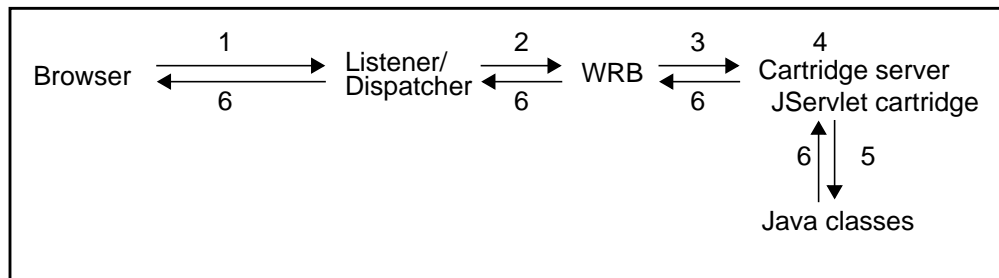 1
2
3
4
Browser
Listener/
Dispatcher
WRB
Cartridge server
JServlet cartridge
6
6
6
6
5
Java classes